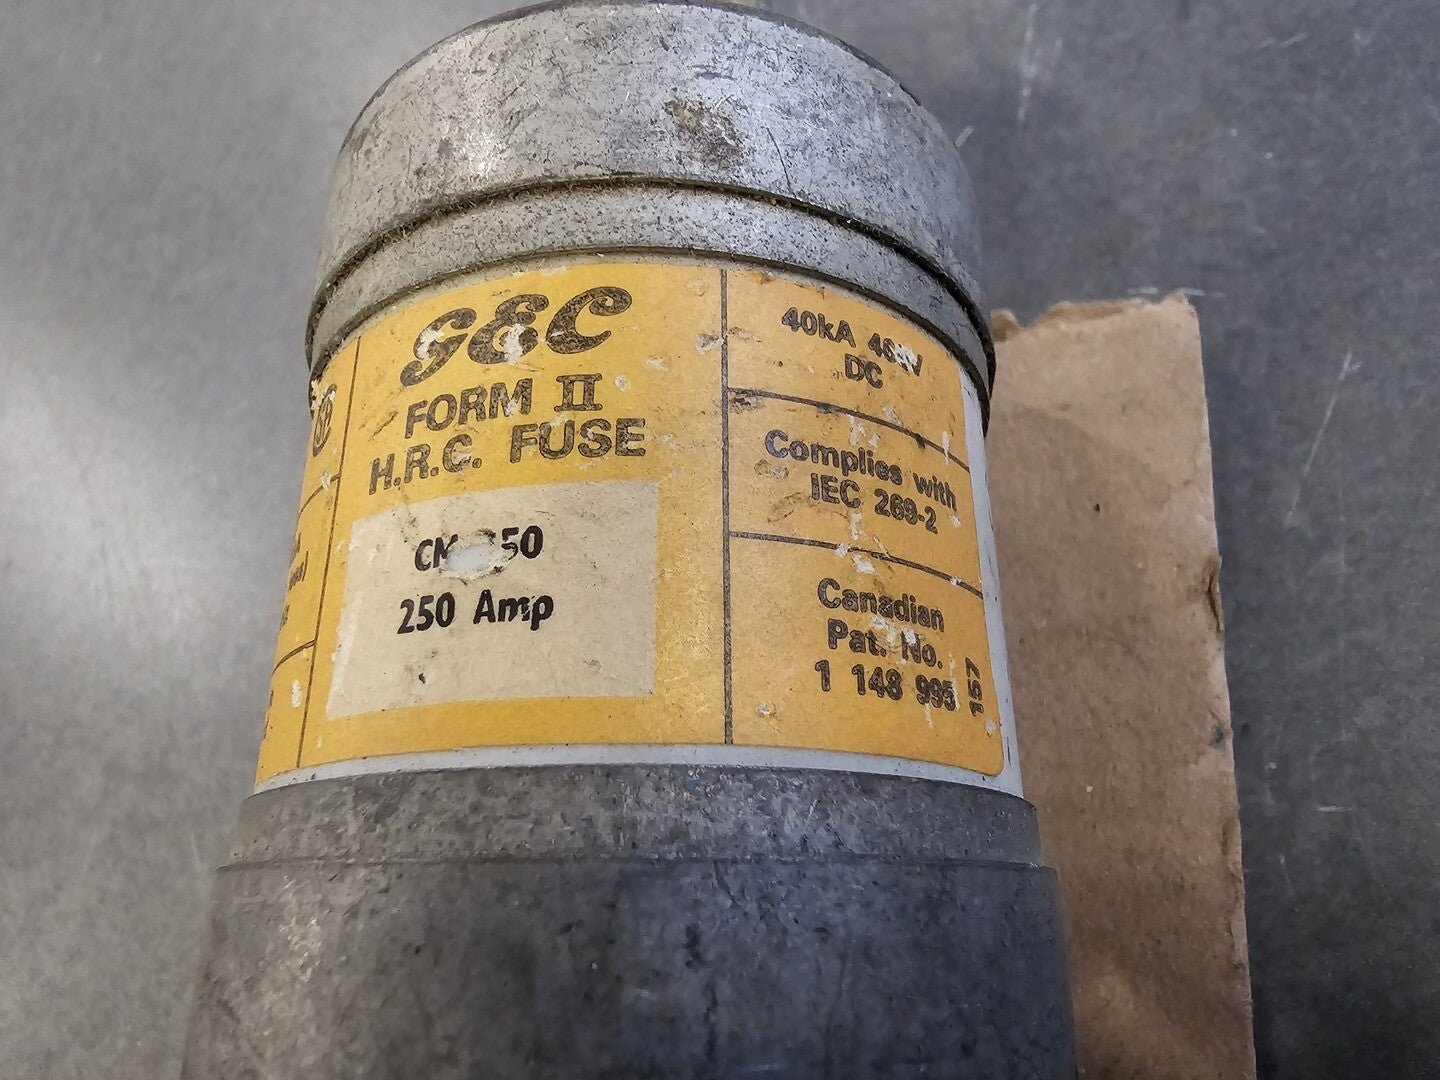 GEC
FORM II
H.R.C. FUSE
250 Amp
40kA
DC
Complies with
IEC 269-2
Canadian
Pat. No.
1 148 995